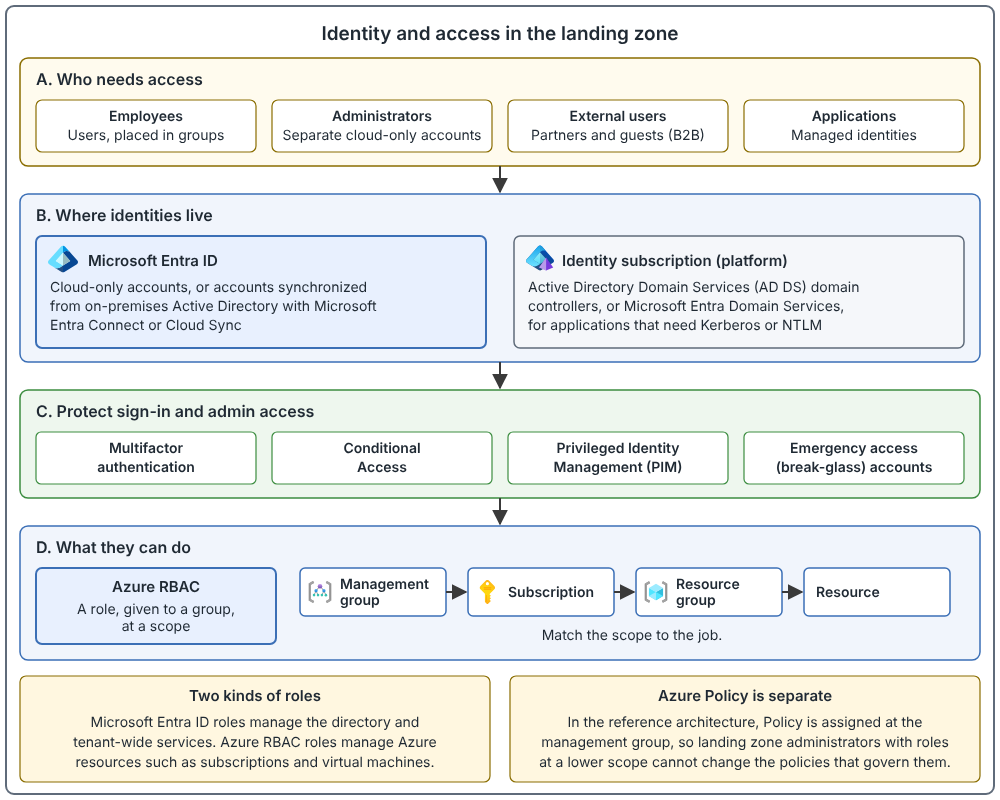 Identity and access in the landing zone
A. Who needs access
Employees
Users, placed in groups
Administrators
Separate cloud-only accounts
External users
Partners and guests (B2B)
Applications
Managed identities
B. Where identities live
Microsoft Entra ID
Cloud-only accounts, or accounts synchronized
from on-premises Active Directory with Microsoft
Entra Connect or Cloud Sync
Identity subscription (platform)
Active Directory Domain Services (AD DS) domain
controllers, or Microsoft Entra Domain Services,
for applications that need Kerberos or NTLM
C. Protect sign-in and admin access
Multifactor
authentication
Conditional
Access
Privileged Identity
Management (PIM)
Emergency access
(break-glass) accounts
D. What they can do
Azure RBAC
A role, given to a group,
at a scope
Management
group
Subscription
Resource
group
Resource
Match the scope to the job.
Two kinds of roles
Microsoft Entra ID roles manage the directory and
tenant-wide services. Azure RBAC roles manage Azure
resources such as subscriptions and virtual machines.
Azure Policy is separate
In the reference architecture, Policy is assigned at the
management group, so landing zone administrators with roles
at a lower scope cannot change the policies that govern them.